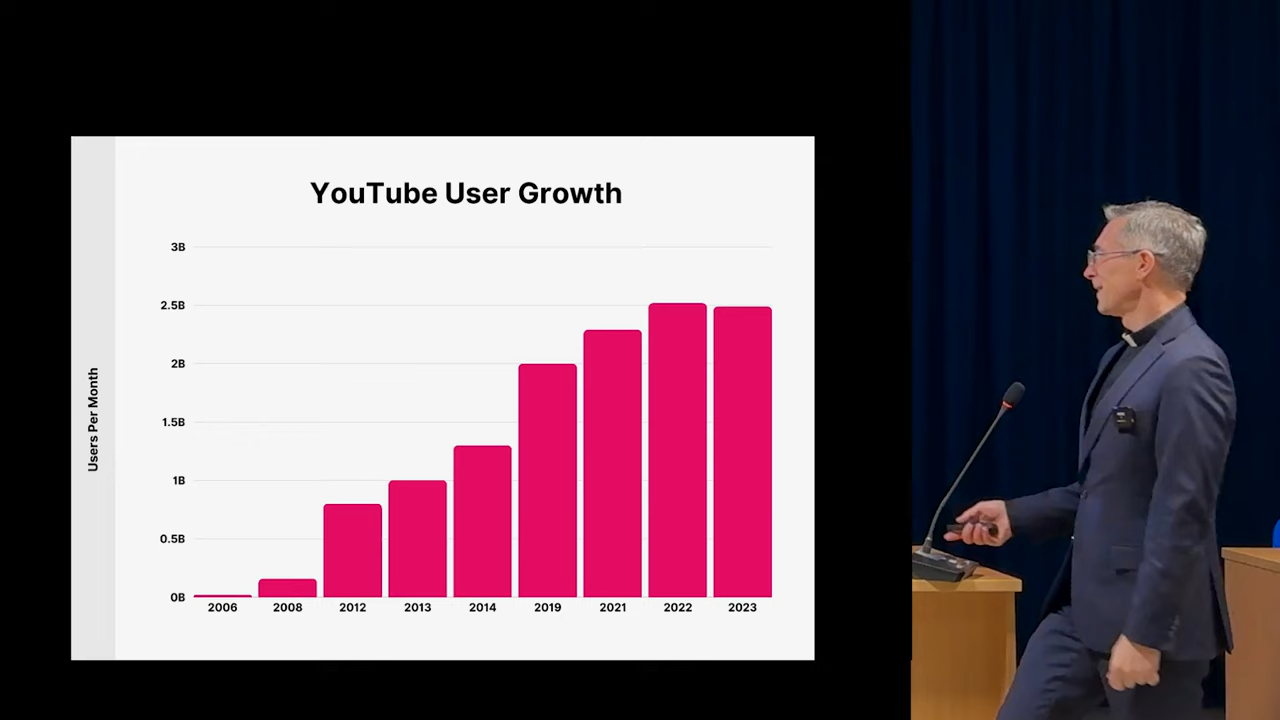 YouTube User Growth
Users Per Month
3B
2.5B
2B
1.5B
1B
0.5B
0B
2006 2008 2012 2013 2014 2019 2021 2022 2023